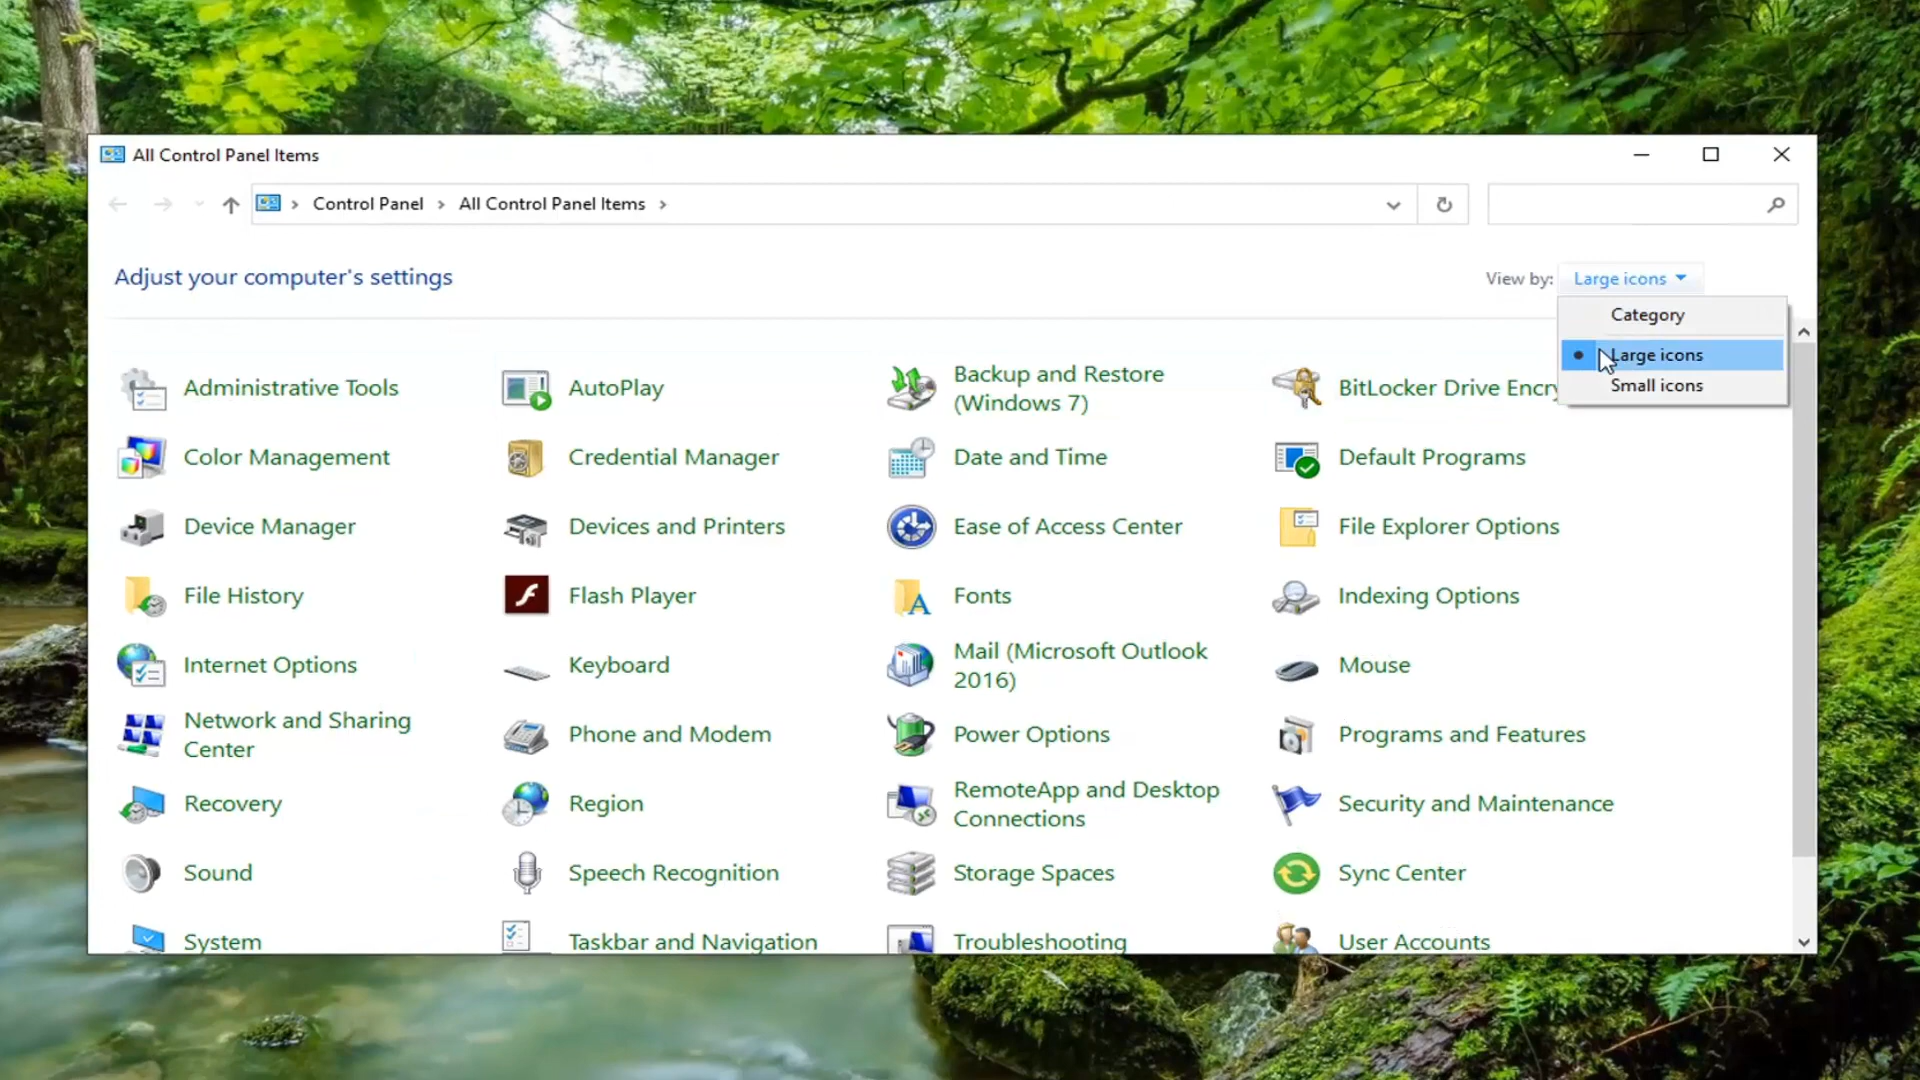 All Control Panel Items
Control Panel > All Control Panel Items >
Adjust your computer's settings
View by: Large icons
Category
Large icons
Small icons
Administrative Tools
AutoPlay
Backup and Restore
(Windows 7)
BitLocker Drive Encry
Color Management
Credential Manager
Date and Time
Default Programs
Device Manager
Devices and Printers
Ease of Access Center
File Explorer Options
File History
Flash Player
Fonts
Indexing Options
Internet Options
Keyboard
Mail (Microsoft Outlook
2016)
Mouse
Network and Sharing
Center
Phone and Modem
Power Options
Programs and Features
Recovery
Region
RemoteApp and Desktop
Connections
Security and Maintenance
Sound
Speech Recognition
Storage Spaces
Sync Center
System
Taskbar and Navigation
Troubleshooting
User Accounts